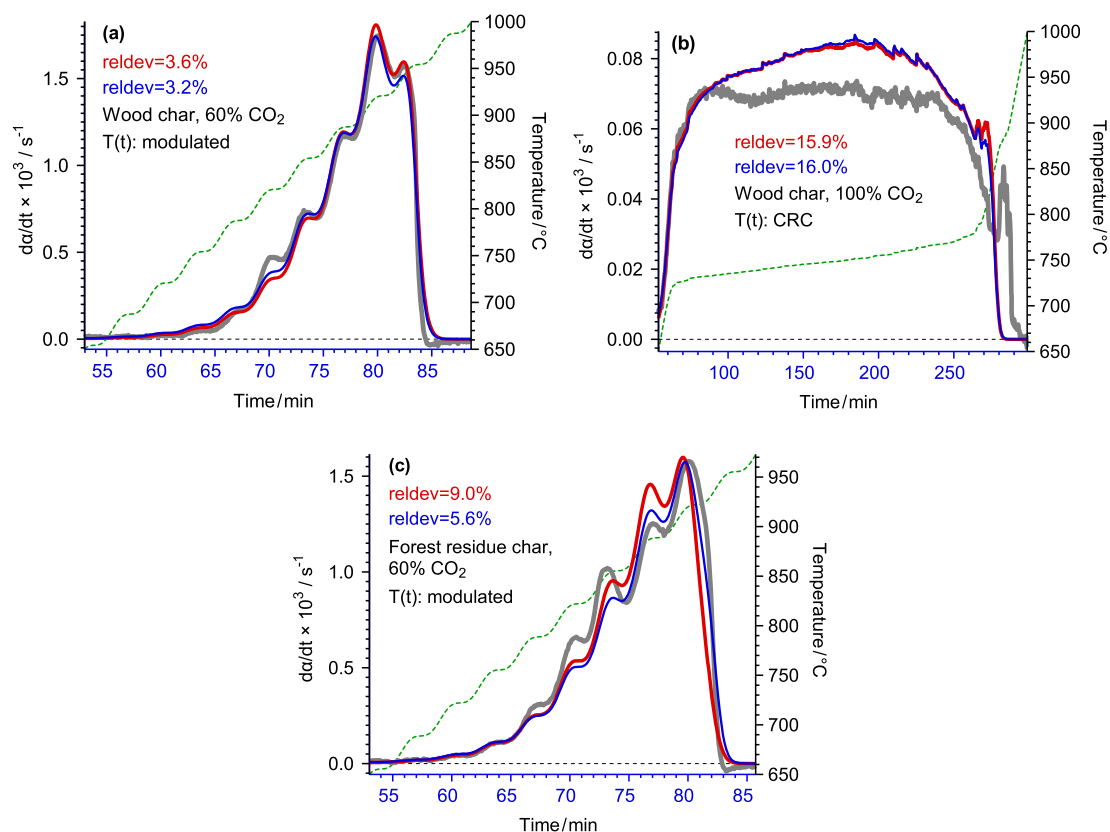 (a)
reldev=3.6%
reldev=3.2%
Wood char, 60% CO₂
T(t): modulated
dα/dt × 10³ / s⁻¹
0.0
0.5
1.0
1.5
55
60
65
70
75
80
85
Time/min
650
700
750
800
850
900
950
1000
Temperature/°C
(b)
reldev=15.9%
reldev=16.0%
Wood char, 100% CO₂
T(t): CRC
dα/dt × 10³ / s⁻¹
0.00
0.02
0.04
0.06
0.08
100
150
200
250
Time/min
650
700
750
800
850
900
950
1000
Temperature/°C
(c)
reldev=9.0%
reldev=5.6%
Forest residue char,
60% CO₂
T(t): modulated
dα/dt × 10³ / s⁻¹
0.0
0.5
1.0
1.5
55
60
65
70
75
80
85
Time/min
650
700
750
800
850
900
950
Temperature/°C